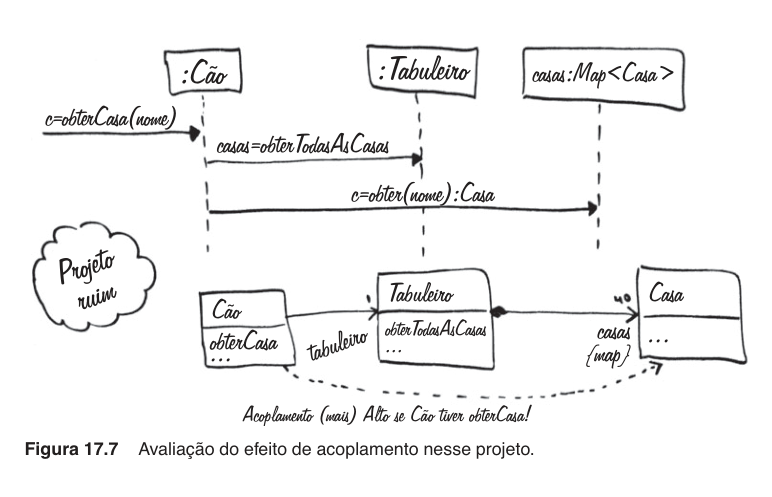 :Cão
:Tabuleiro
casas:Map<Casa>
c=obterCasa(nome)
casas=obterTodasAsCasas
c=obter(nome):Casa
Projeto
ruim
Cão
obterCasa
...
1
tabuleiro
Tabuleiro
obterTodasAsCasas
...
40
casas
{map}
Casa
...
Acoplamento (mais) Alto se Cão tiver obterCasa!
Figura 17.7 Avaliação do efeito de acoplamento nesse projeto.